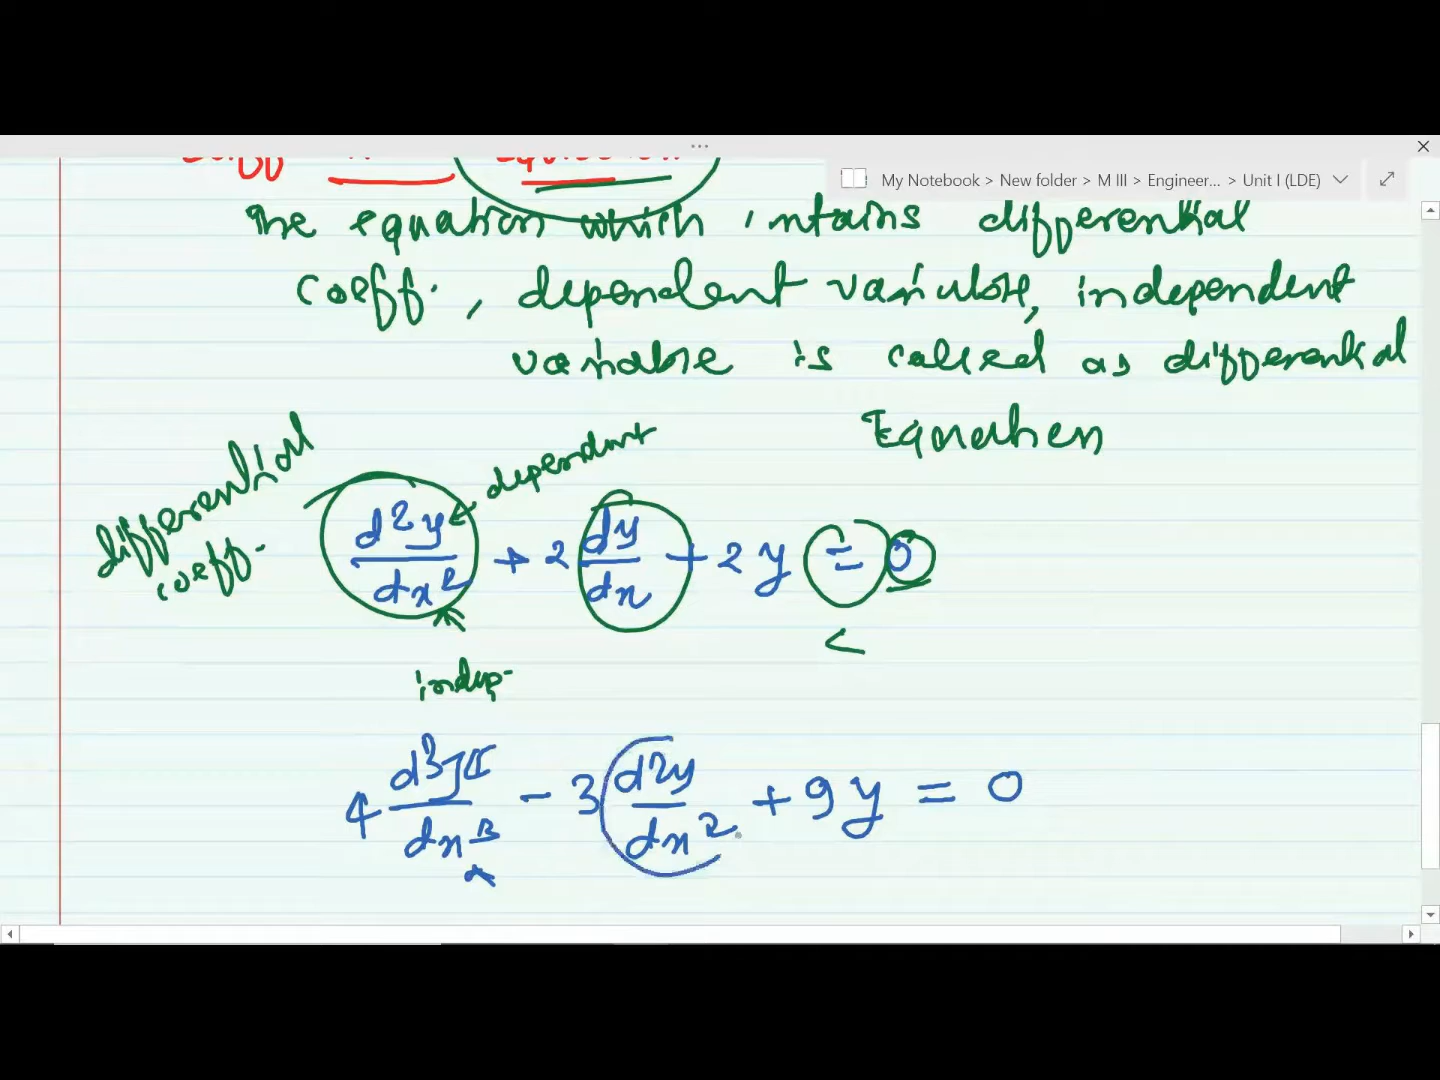 My Notebook > New folder > M III > Engineer... > Unit I (LDE)
Equation
The equation which intains differential
coeff., dependent variable, independent
variable is called as differential
Equation
differential
coeff.
dependent
d²y/dx² + 2 dy/dx + 2y = 0
<
indep.
4 d³y/dx³ - 3 d²y/dx² + 9y = 0